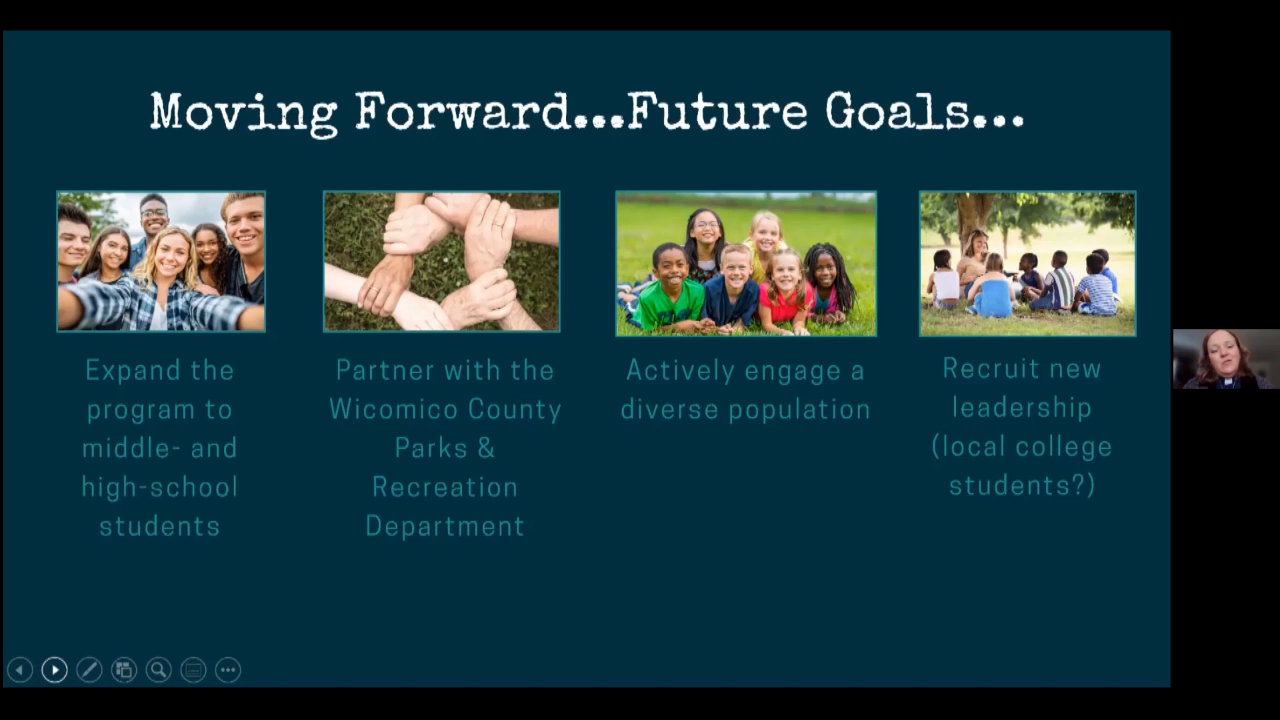 Moving Forward...Future Goals...
Expand the
program to
middle- and
high-school
students
Partner with the
Wicomico County
Parks &
Recreation
Department
Actively engage a
diverse population
Recruit new
leadership
(local college
students?)